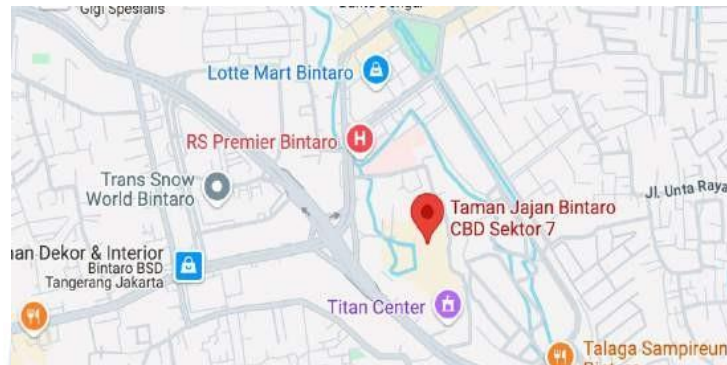 Gigi Spesialis
Lotte Mart Bintaro
RS Premier Bintaro
H
Trans Snow
World Bintaro
Taman Jajan Bintaro
CBD Sektor 7
Jl. Unta Raya
an Dekor & Interior
Bintaro BSD
Tangerang Jakarta
Titan Center
Talaga Sampireun